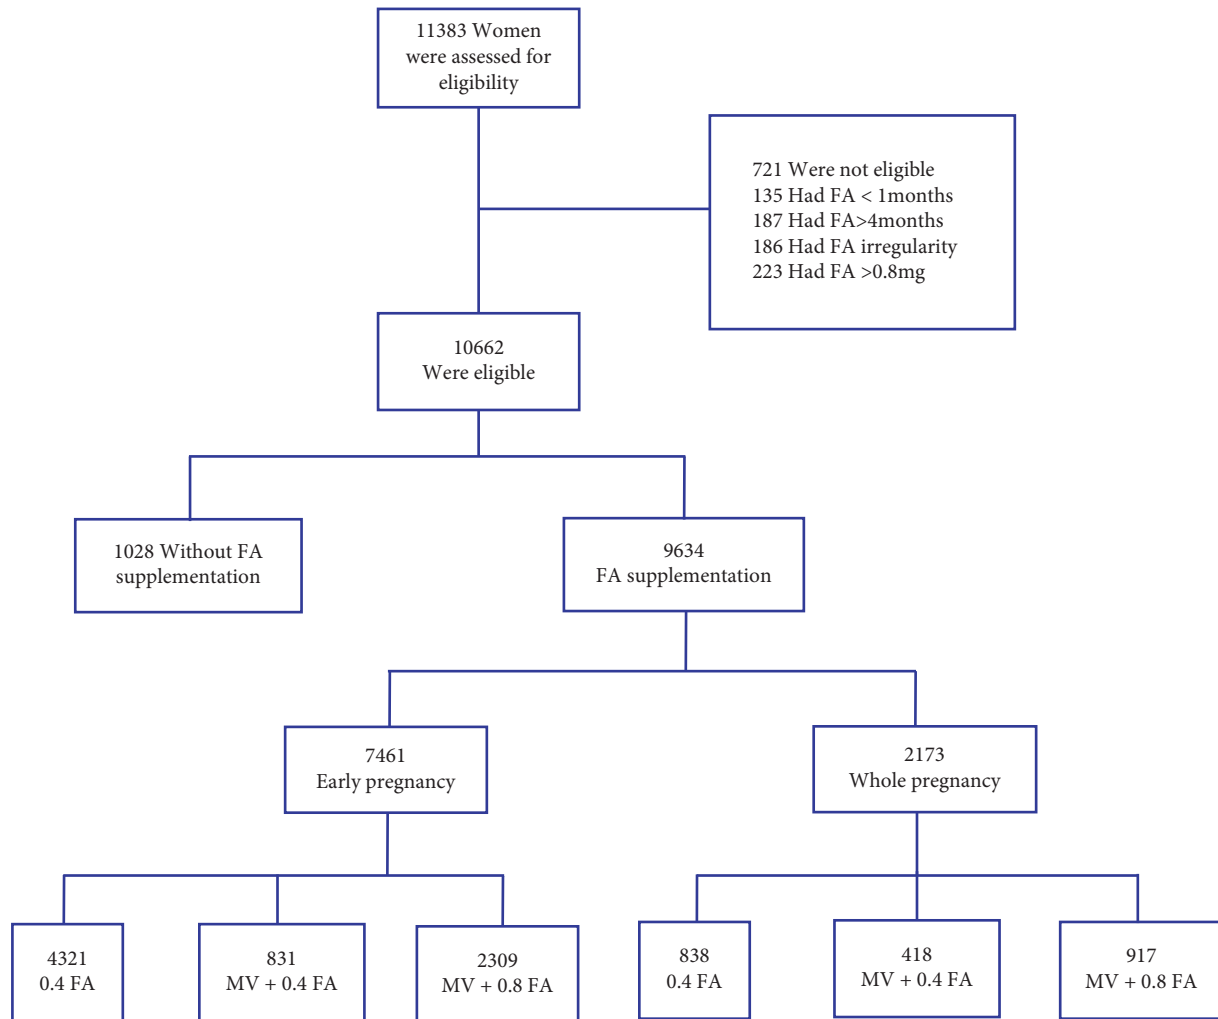 11383 Women
were assessed for
eligibility
721 Were not eligible
135 Had FA < 1months
187 Had FA>4months
186 Had FA irregularity
223 Had FA >0.8mg
10662
Were eligible
1028 Without FA
supplementation
9634
FA supplementation
7461
Early pregnancy
2173
Whole pregnancy
4321
0.4 FA
831
MV + 0.4 FA
2309
MV + 0.8 FA
838
0.4 FA
418
MV + 0.4 FA
917
MV + 0.8 FA